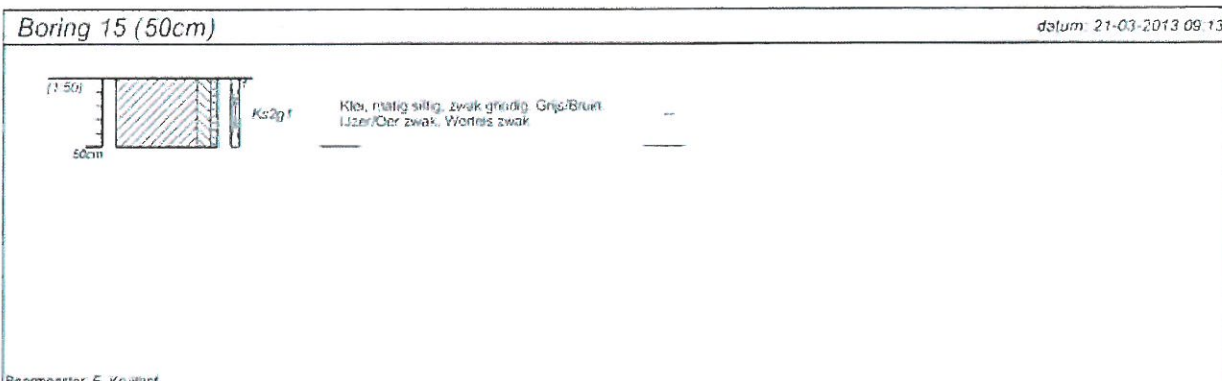 Boring 15 (50cm)
datum: 21-03-2013 09:13
(1:50)
Ks2g1
Klei, matig siltig, zwak grindig. Grijs/Bruin
IJzer/Oer zwak, Wortels zwak
50cm
Boormeester: E.